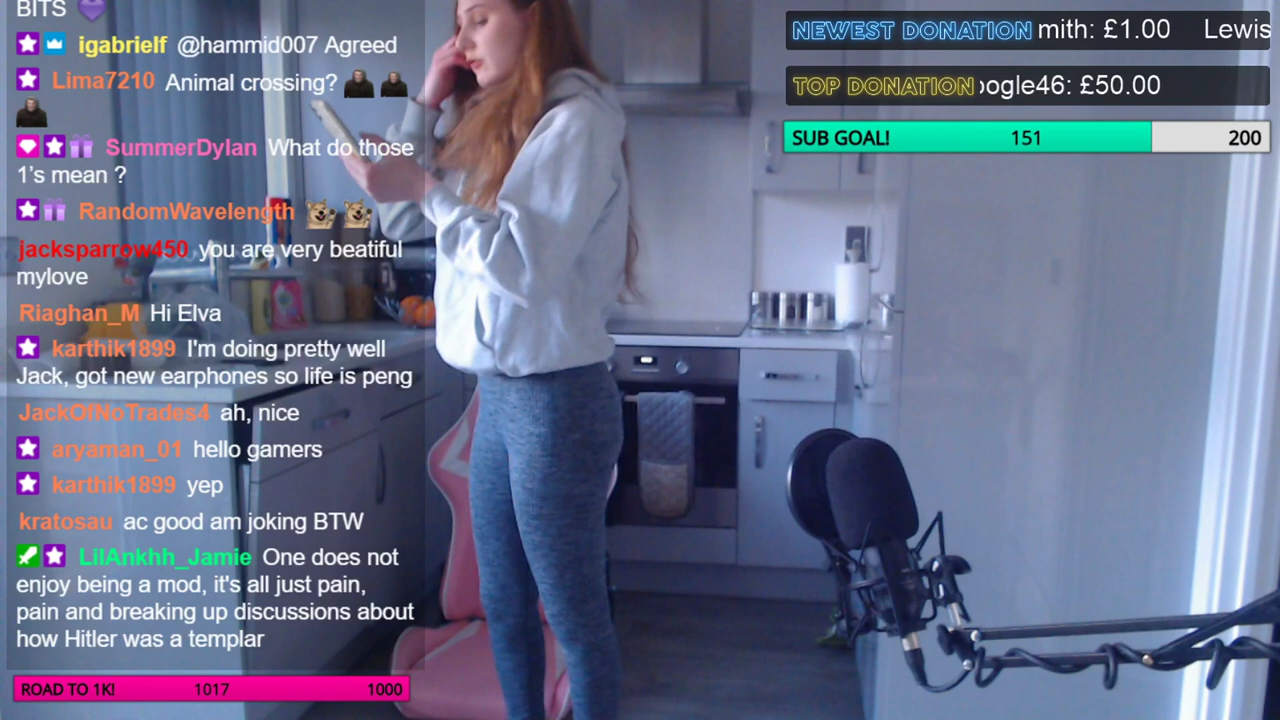 BITS
igabrielf @hammid007 Agreed
Lima7210 Animal crossing?
SummerDylan What do those
1's mean ?
RandomWavelength
jacksparrow450 you are very beatiful
mylove
Riaghan_M Hi Elva
karthik1899 I'm doing pretty well
Jack, got new earphones so life is peng
JackOfNoTrades4 ah, nice
aryaman_01 hello gamers
karthik1899 yep
kratosau ac good am joking BTW
LilAnkhh_Jamie One does not
enjoy being a mod, it's all just pain,
pain and breaking up discussions about
how Hitler was a templar
ROAD TO 1K! 1017 1000
NEWEST DONATION mith: £1.00 Lewis
TOP DONATION oogle46: £50.00
SUB GOAL! 151 200